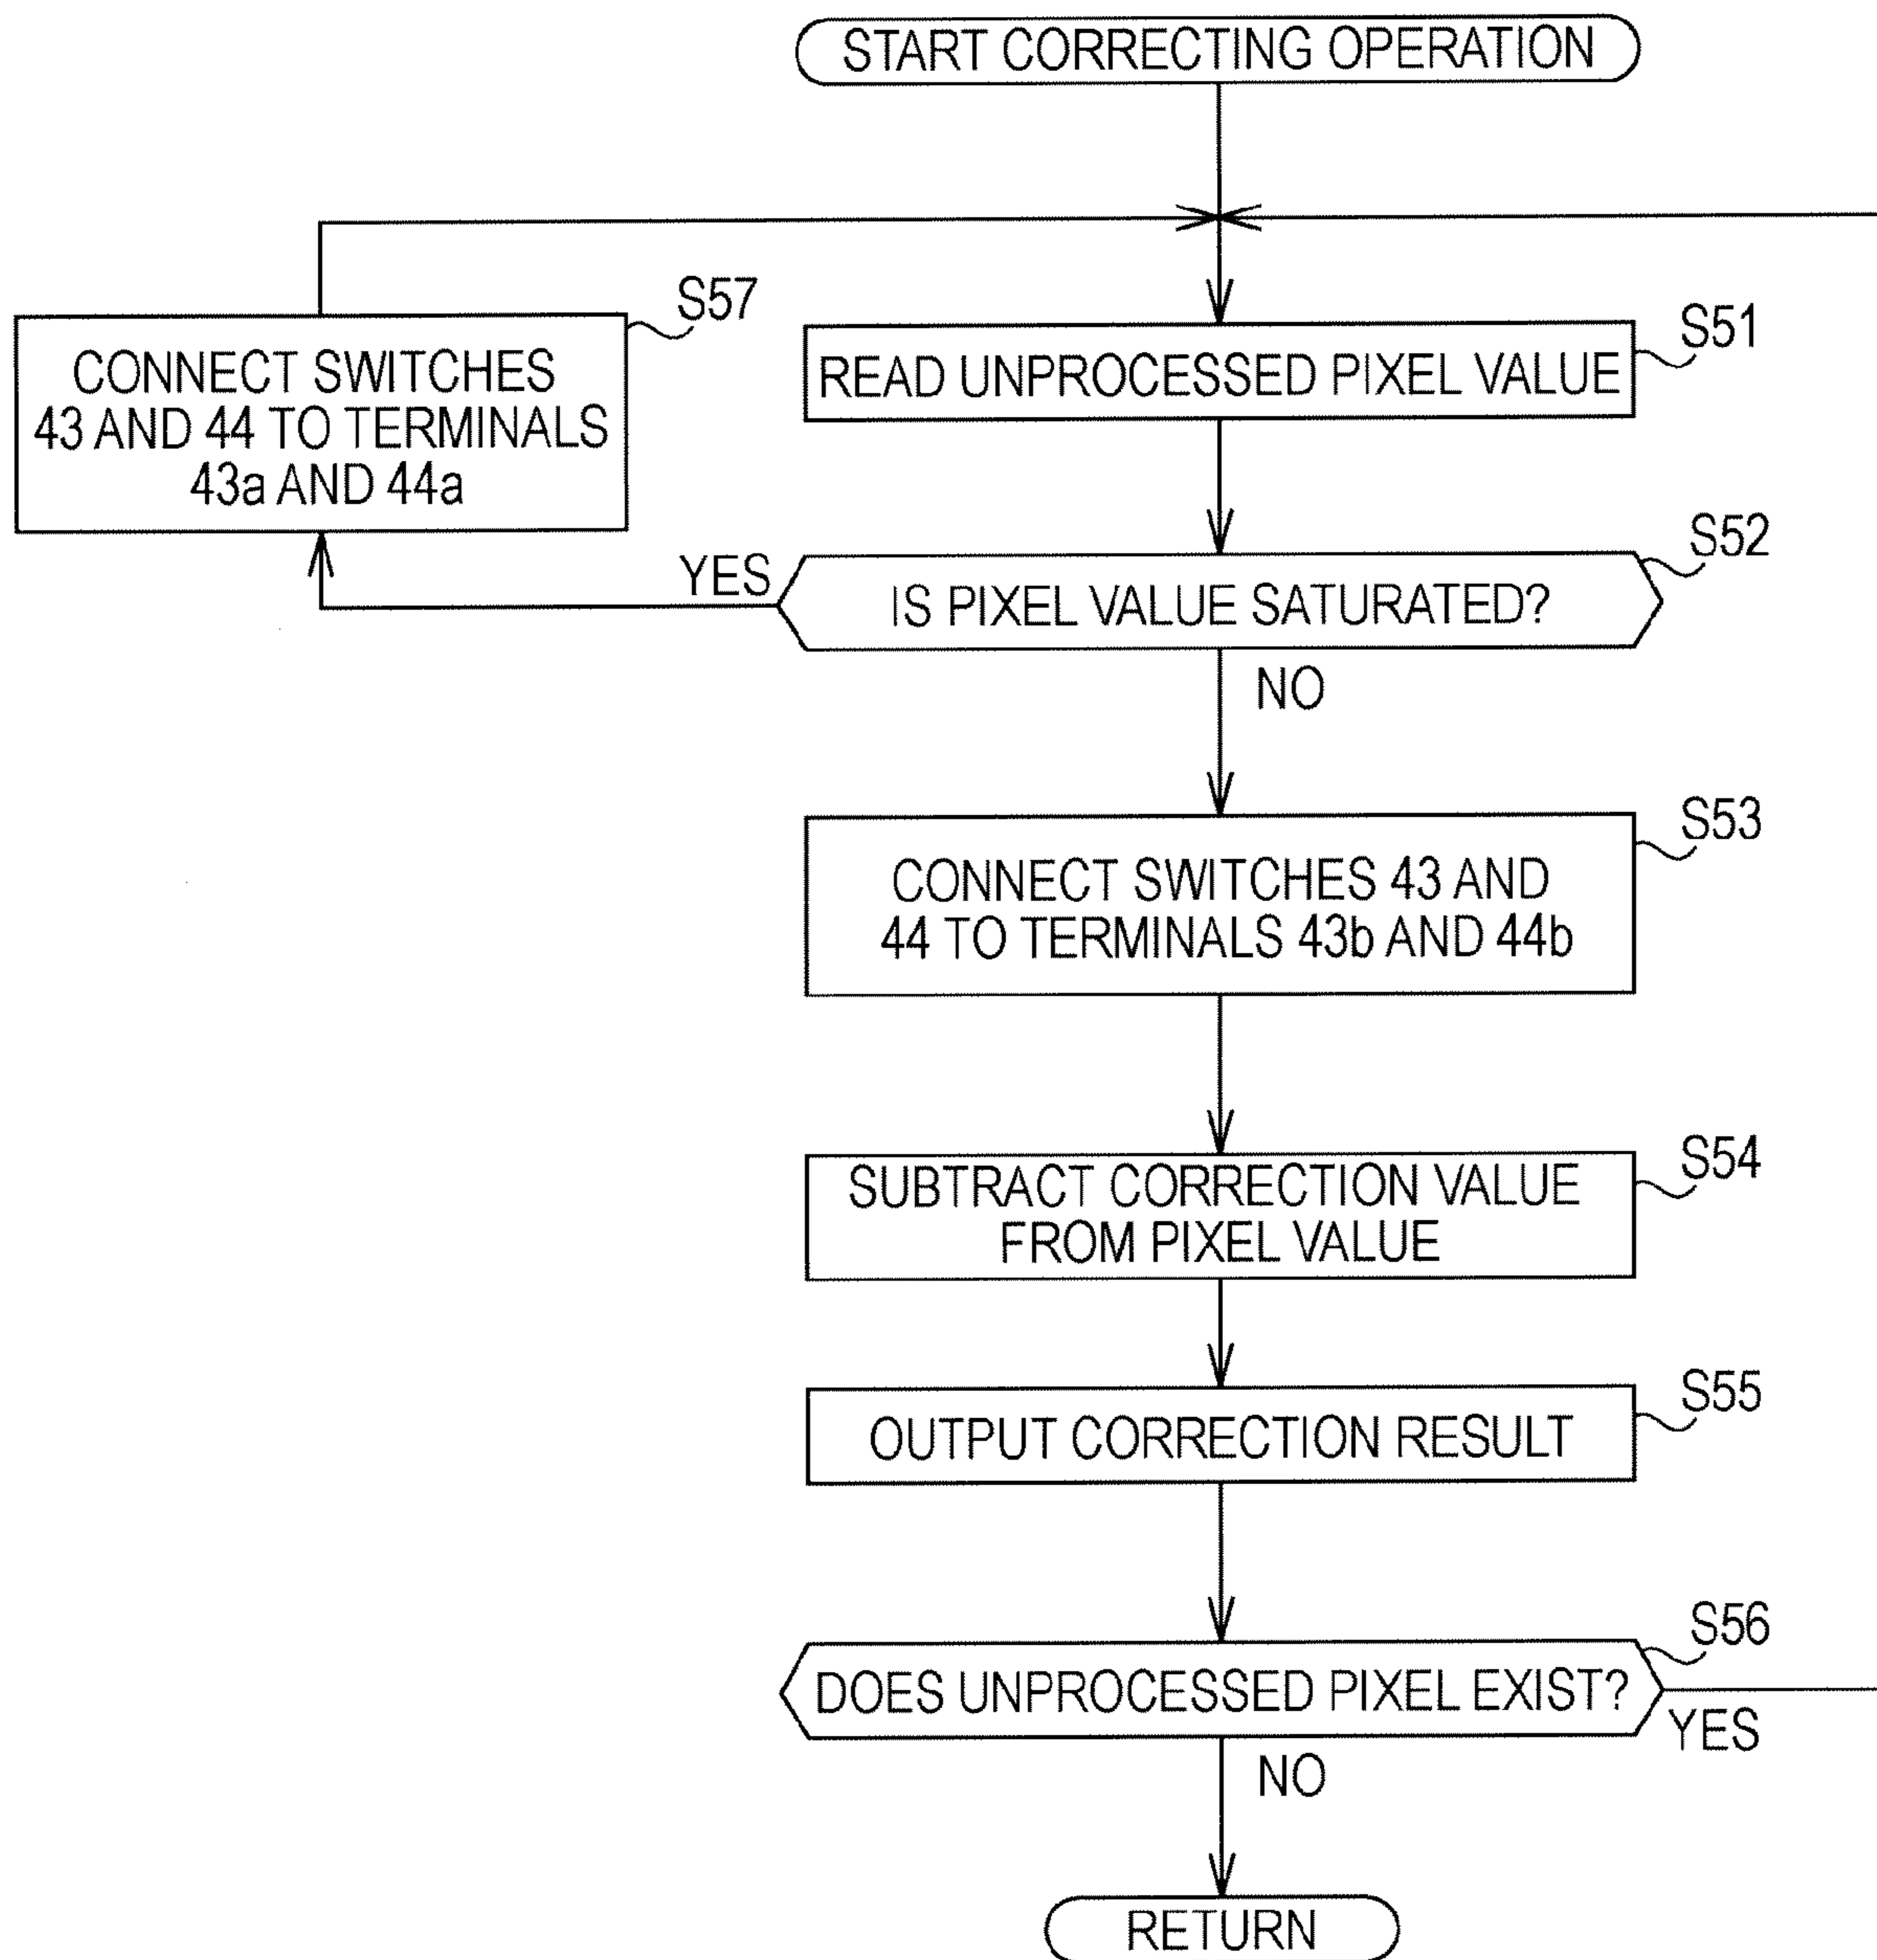 START CORRECTING OPERATION
S57
CONNECT SWITCHES
43 AND 44 TO TERMINALS
43a AND 44a
S51
READ UNPROCESSED PIXEL VALUE
S52
YES
IS PIXEL VALUE SATURATED?
NO
S53
CONNECT SWITCHES 43 AND
44 TO TERMINALS 43b AND 44b
S54
SUBTRACT CORRECTION VALUE
FROM PIXEL VALUE
S55
OUTPUT CORRECTION RESULT
S56
DOES UNPROCESSED PIXEL EXIST?
YES
NO
RETURN